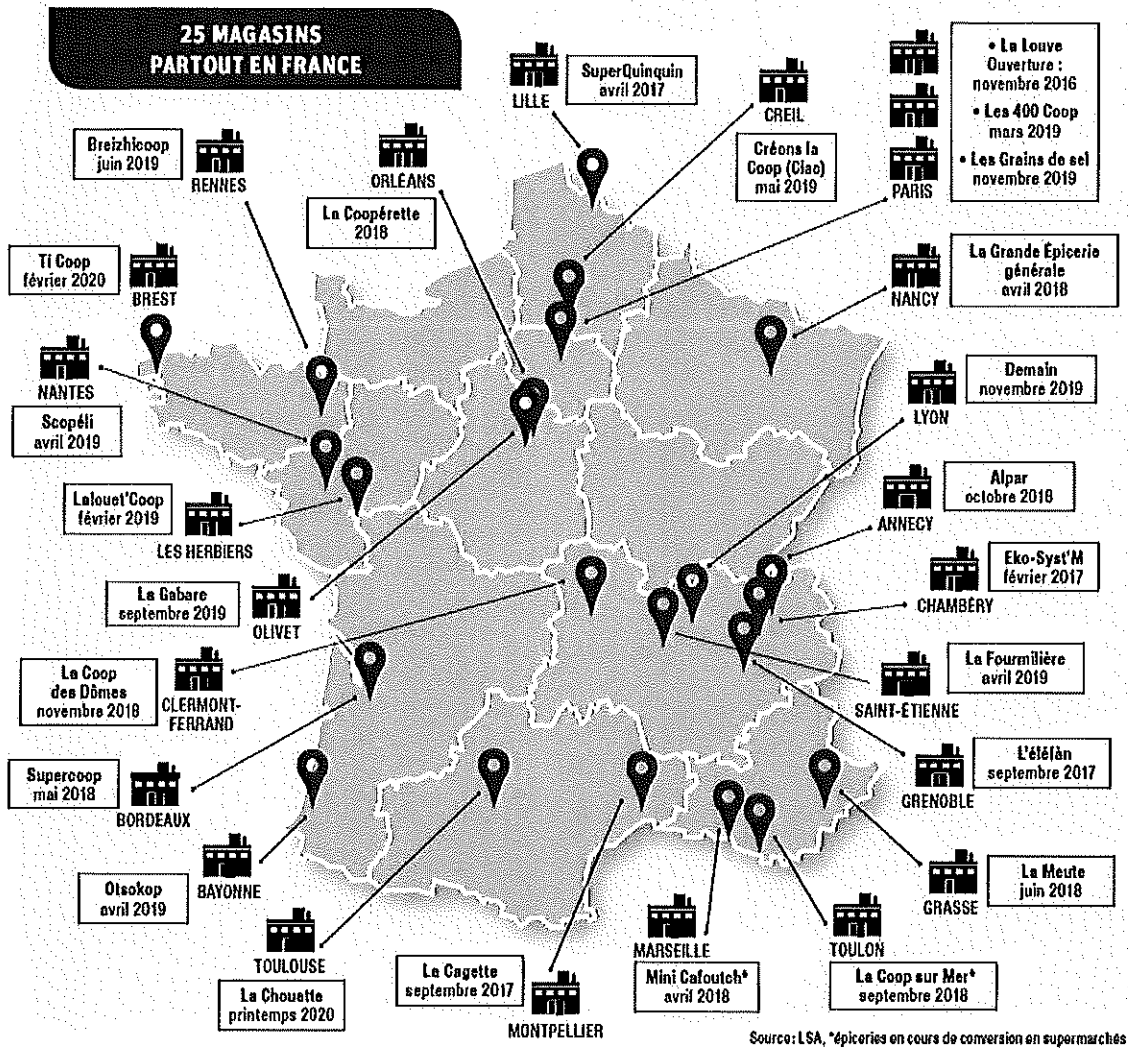 25 MAGASINS
PARTOUT EN FRANCE
SuperQuinquin
avril 2017
LILLE
CREIL
Créons la
Coop (Clac)
mai 2019
• La Louve
Ouverture :
novembre 2016
• Les 400 Coop
mars 2019
• Les Grains de sel
novembre 2019
PARIS
Breizhicoop
juin 2019
RENNES
ORLÉANS
La Coopérette
2018
Ti Coop
février 2020
BREST
La Grande Épicerie
générale
avril 2018
NANCY
NANTES
Scopéli
avril 2019
Demain
novembre 2019
LYON
Lalouet'Coop
février 2019
LES HERBIERS
Alpar
octobre 2018
ANNECY
La Gabare
septembre 2019
OLIVET
Eko-Syst'M
février 2017
CHAMBÉRY
La Coop
des Dômes
novembre 2018
CLERMONT-
FERRAND
La Fourmilière
avril 2019
SAINT-ÉTIENNE
Supercoop
mai 2018
BORDEAUX
L'éléfàn
septembre 2017
GRENOBLE
Otsokop
avril 2019
BAYONNE
La Meute
juin 2018
GRASSE
TOULOUSE
La Chouette
printemps 2020
La Cagette
septembre 2017
MONTPELLIER
MARSEILLE
Mini Cafoutch*
avril 2018
TOULON
La Coop sur Mer*
septembre 2018
Source: LSA, *épiceries en cours de conversion en supermarchés